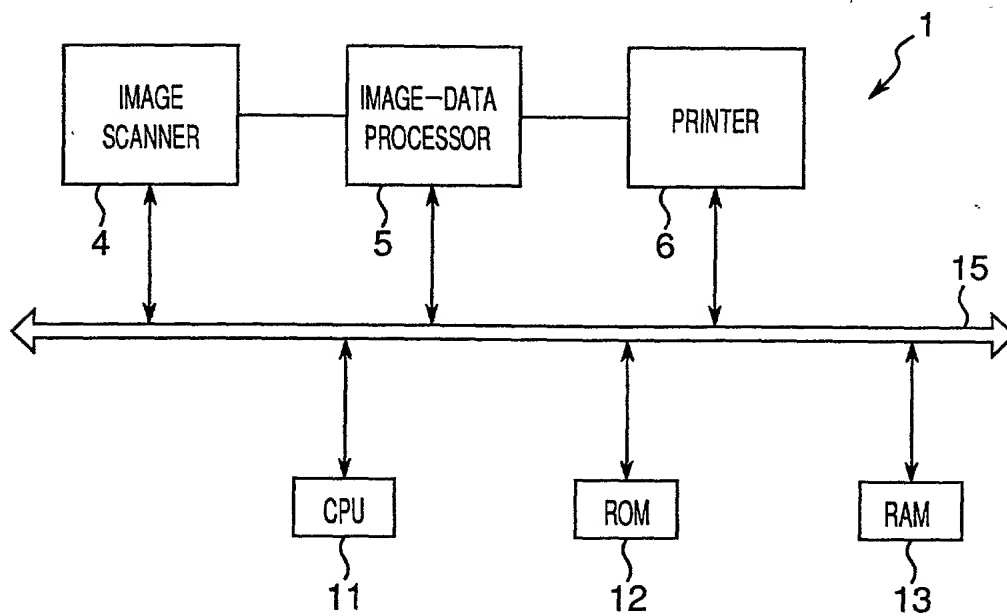 1
IMAGE
SCANNER
IMAGE-DATA
PROCESSOR
PRINTER
4
5
6
15
CPU
ROM
RAM
11
12
13